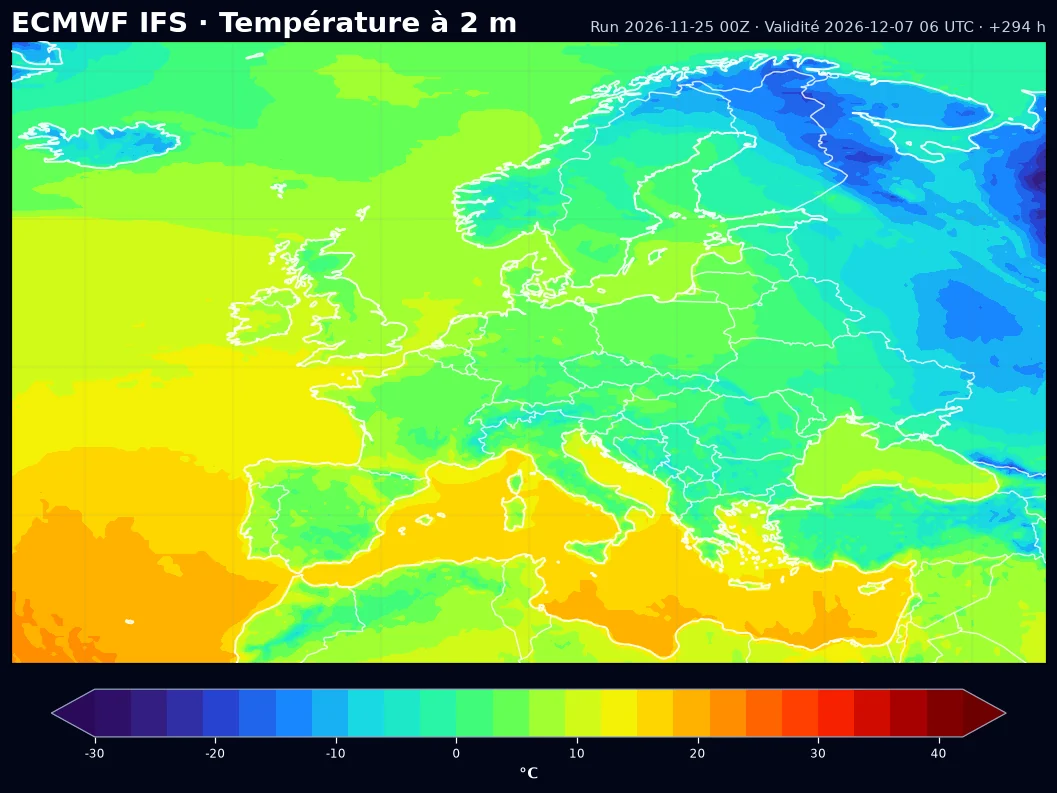 ECMWF IFS · Température à 2 m
Run 2026-11-25 00Z · Validité 2026-12-07 06 UTC · +294 h
-30 -20 -10 0 10 20 30 40
°C